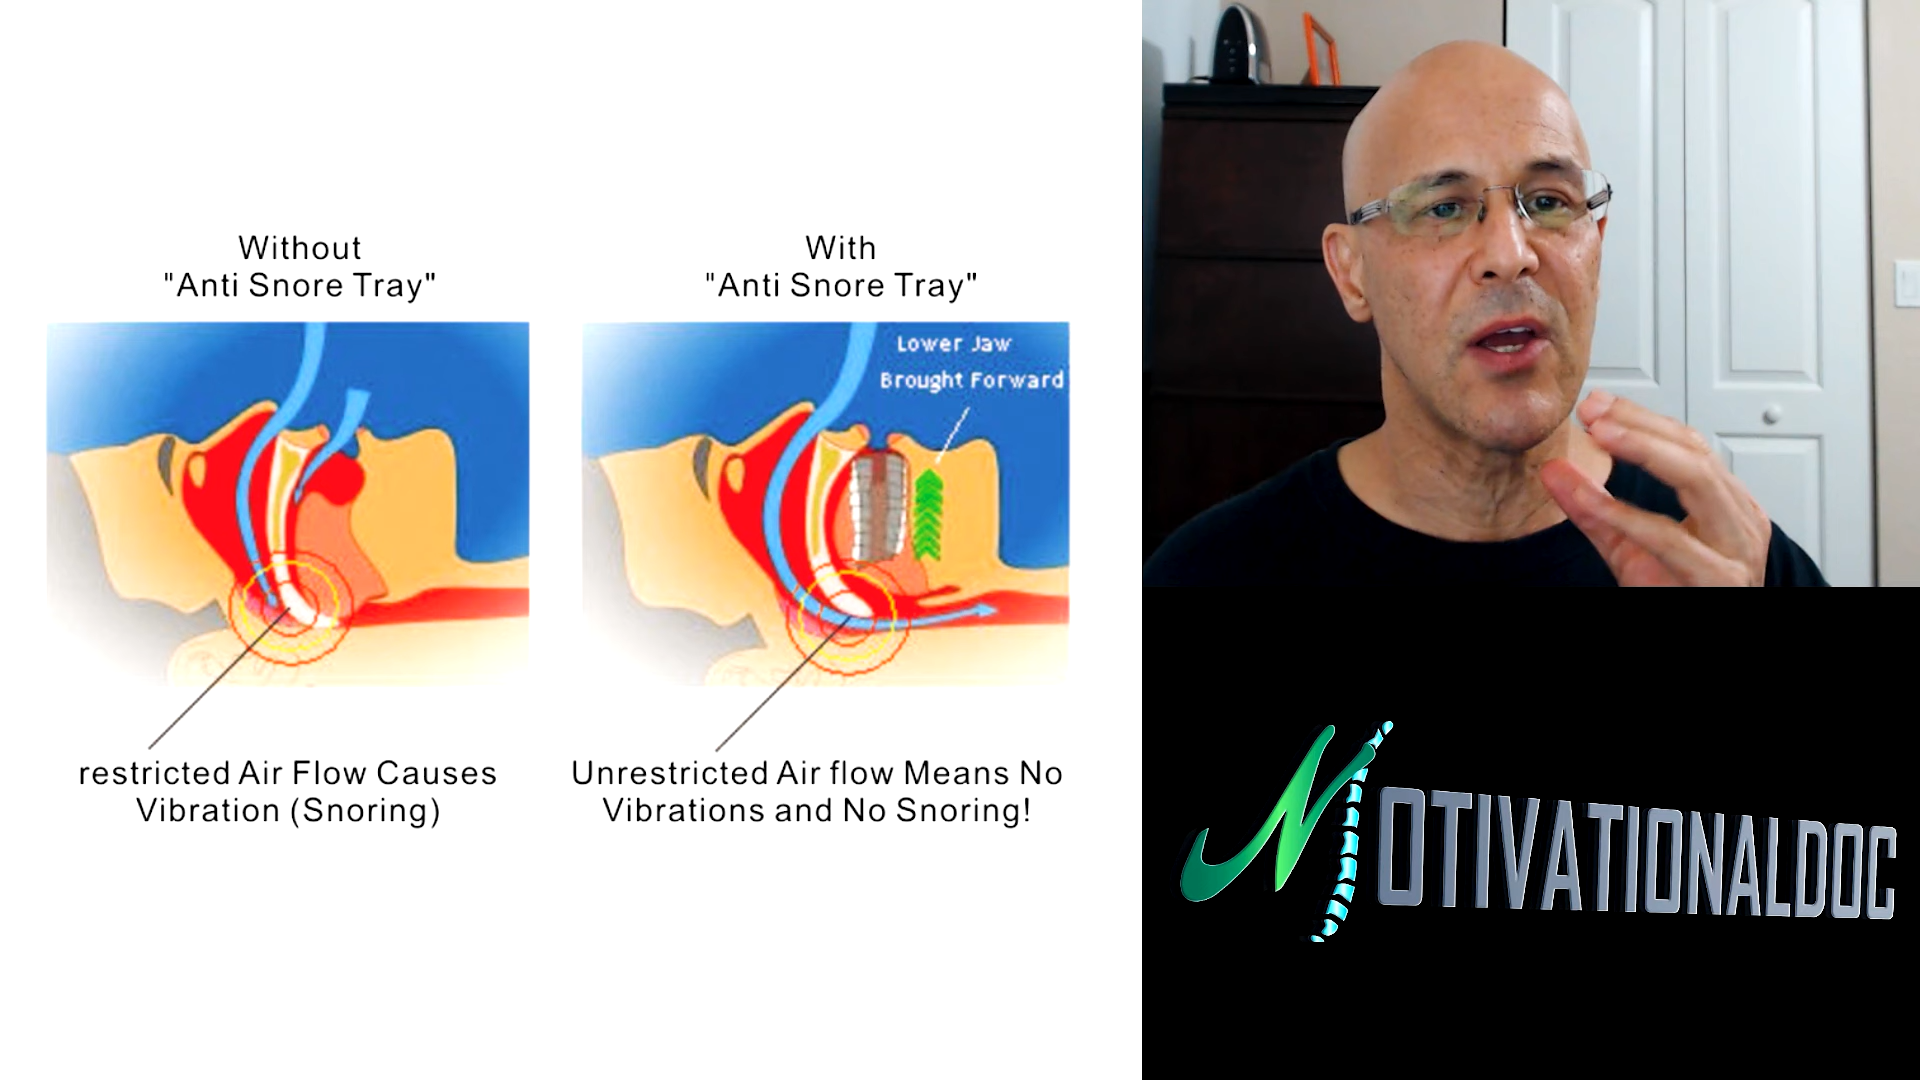 Without
"Anti Snore Tray"
With
"Anti Snore Tray"
Lower Jaw
Brought Forward
restricted Air Flow Causes
Vibration (Snoring)
Unrestricted Air flow Means No
Vibrations and No Snoring!
MOTIVATIONALDOC